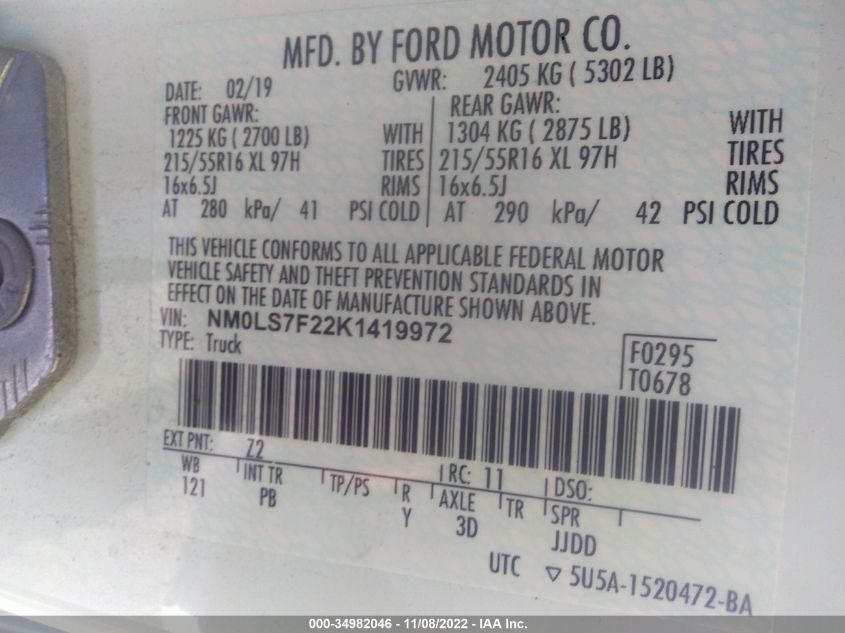 MFD. BY FORD MOTOR CO.
DATE: 02/19 GVWR: 2405 KG ( 5302 LB)
FRONT GAWR: REAR GAWR:
1225 KG ( 2700 LB) WITH 1304 KG ( 2875 LB) WITH
215/55R16 XL 97H TIRES 215/55R16 XL 97H TIRES
16x6.5J RIMS 16x6.5J RIMS
AT 280 kPa/ 41 PSI COLD AT 290 kPa/ 42 PSI COLD
THIS VEHICLE CONFORMS TO ALL APPLICABLE FEDERAL MOTOR
VEHICLE SAFETY AND THEFT PREVENTION STANDARDS IN
EFFECT ON THE DATE OF MANUFACTURE SHOWN ABOVE.
VIN: NM0LS7F22K1419972
TYPE: Truck
F0295
T0678
EXT PNT: Z2 RC: 11 DSO:
WB INT TR TP/PS R AXLE TR SPR
121 PB Y 3D JJDD
UTC ▽ 5U5A-1520472-BA
000-34982046 - 11/08/2022 - IAA Inc.